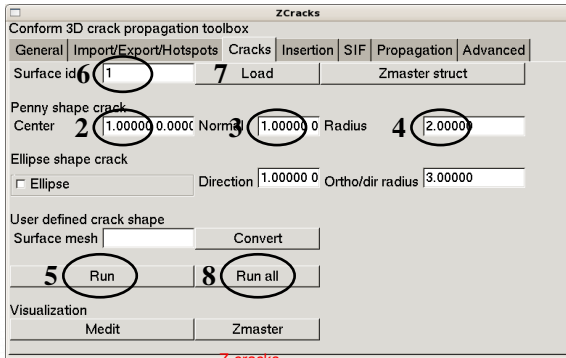 ZCracks
Conform 3D crack propagation toolbox
General Import/Export/Hotspots Cracks Insertion SIF Propagation Advanced
Surface id 6 1 7 Load Zmaster struct
Penny shape crack
Center 2 1.00000 0.0000 Normal 3 1.00000 0 Radius 4 2.00000
Ellipse shape crack
Ellipse Direction 1.00000 0 Ortho/dir radius 3.00000
User defined crack shape
Surface mesh Convert
5 Run 8 Run all
Visualization
Medit Zmaster
Z-cracks